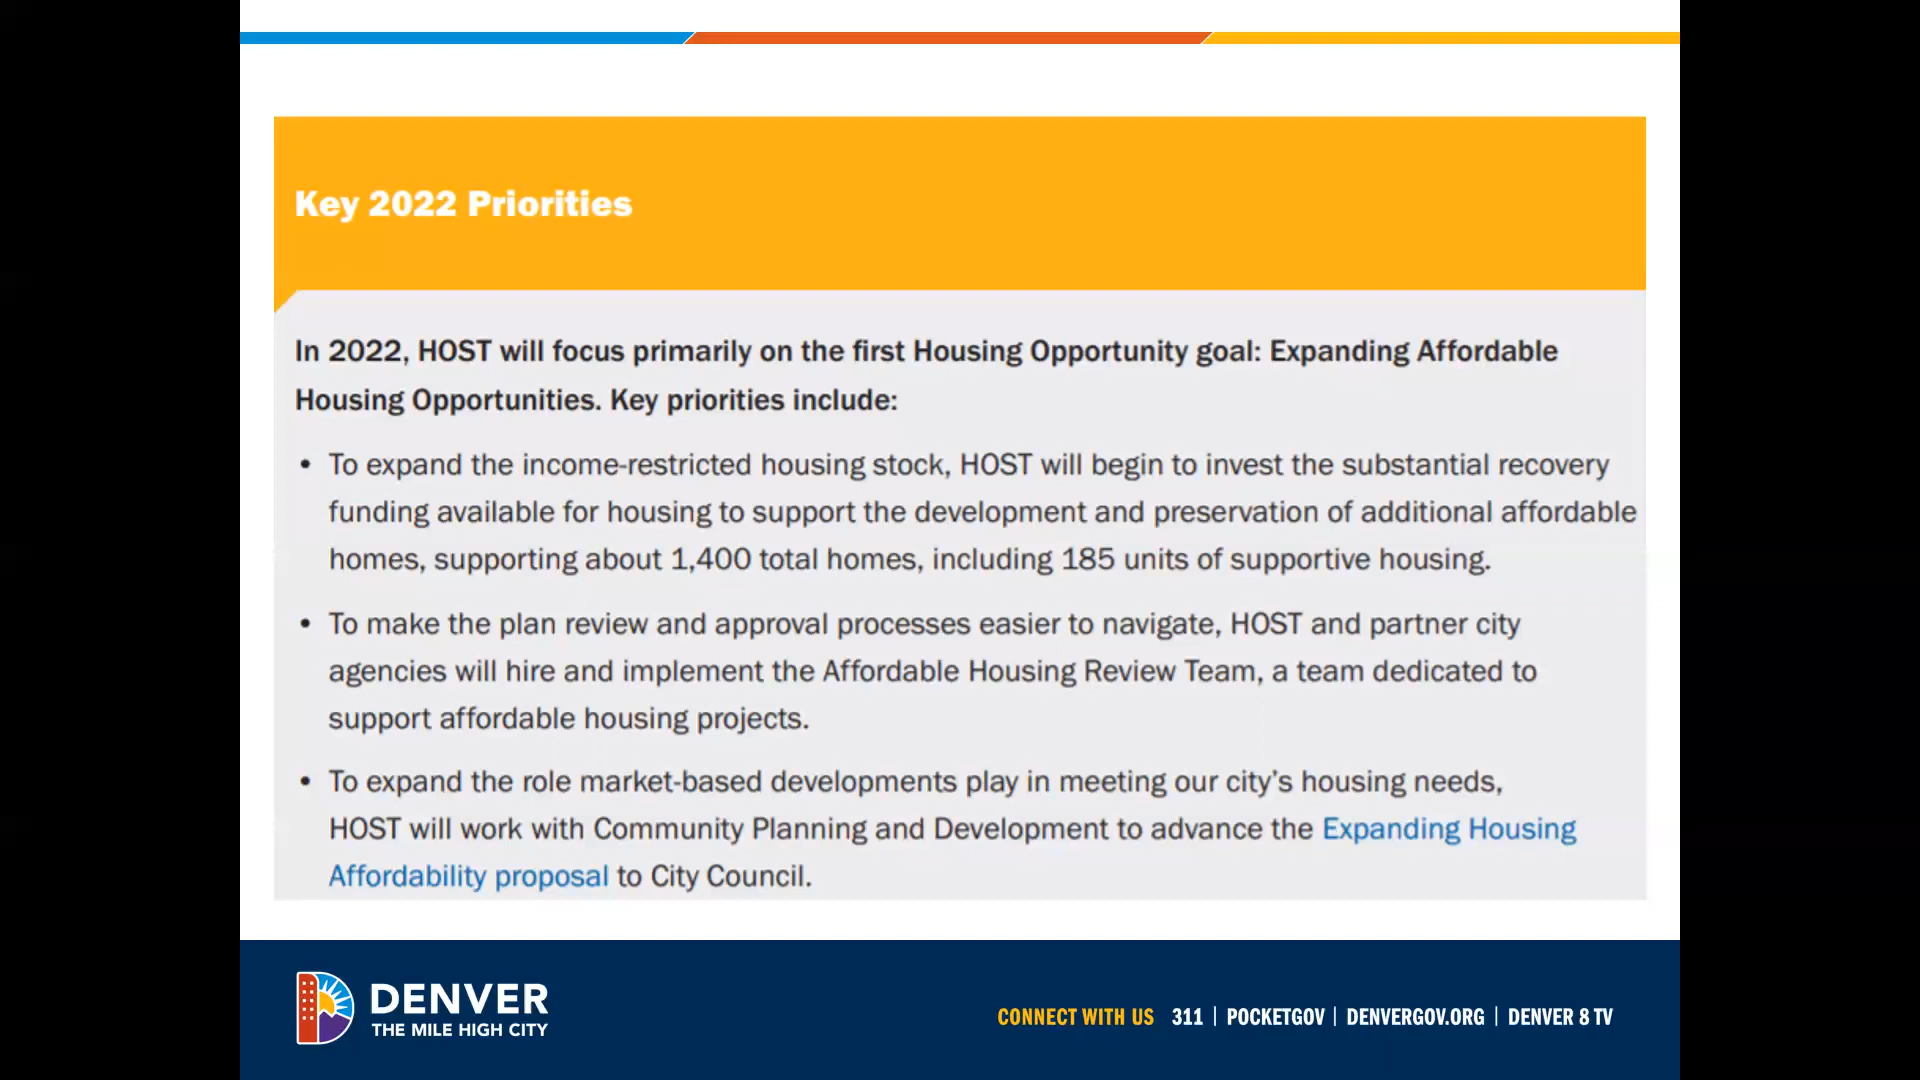 Key 2022 Priorities
In 2022, HOST will focus primarily on the first Housing Opportunity goal: Expanding Affordable
Housing Opportunities. Key priorities include:
• To expand the income-restricted housing stock, HOST will begin to invest the substantial recovery
funding available for housing to support the development and preservation of additional affordable
homes, supporting about 1,400 total homes, including 185 units of supportive housing.
• To make the plan review and approval processes easier to navigate, HOST and partner city
agencies will hire and implement the Affordable Housing Review Team, a team dedicated to
support affordable housing projects.
• To expand the role market-based developments play in meeting our city's housing needs,
HOST will work with Community Planning and Development to advance the Expanding Housing
Affordability proposal to City Council.
DENVER
THE MILE HIGH CITY
CONNECT WITH US 311 | POCKETGOV | DENVERGOV.ORG | DENVER 8 TV